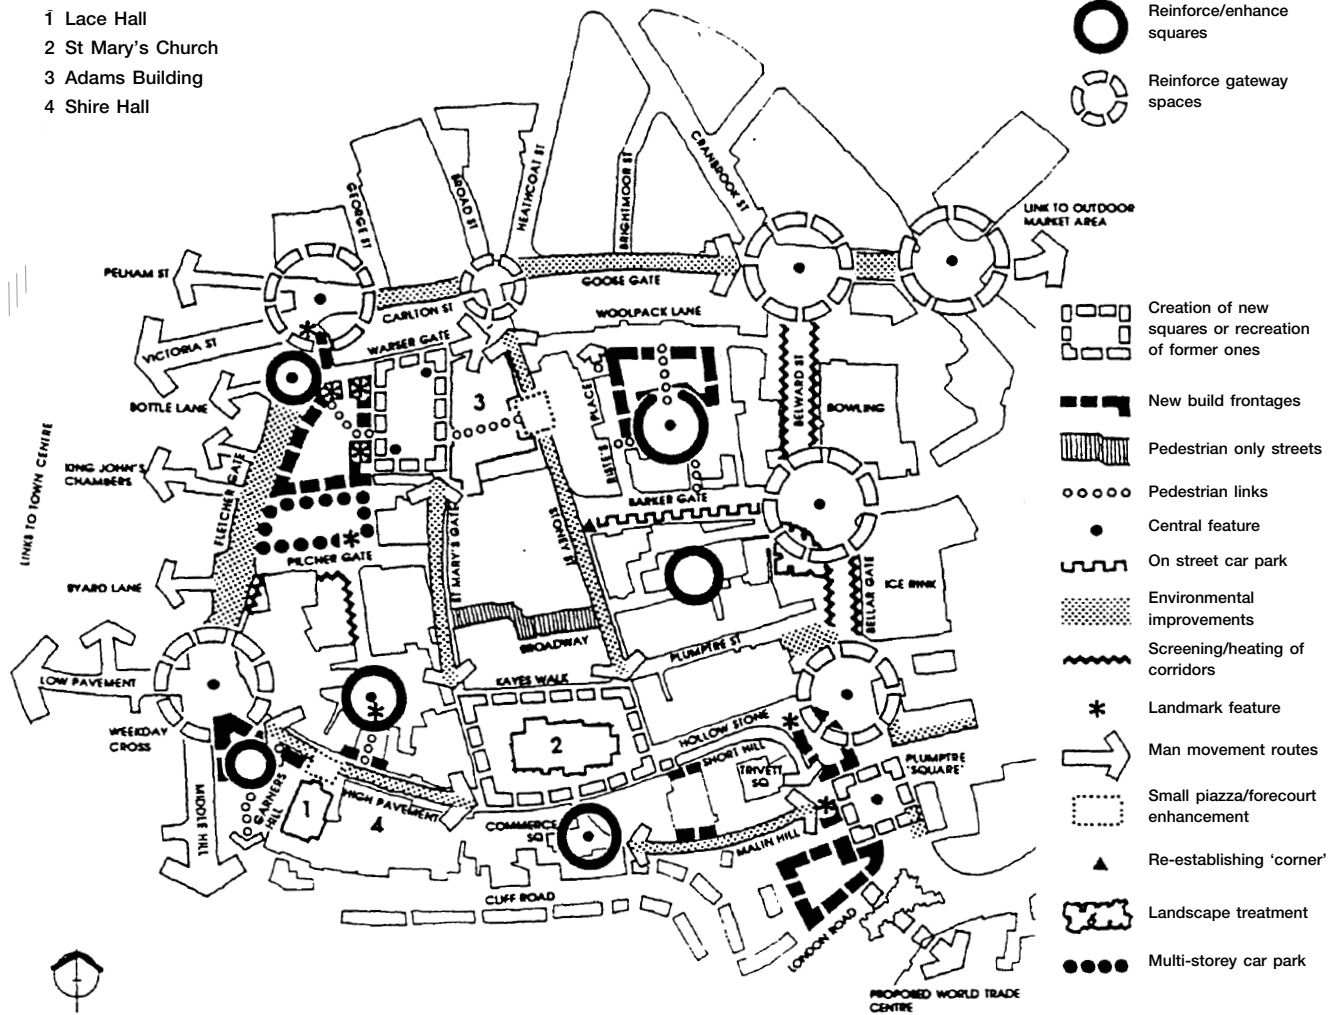 1 Lace Hall
2 St Mary's Church
3 Adams Building
4 Shire Hall
Reinforce/enhance
squares
Reinforce gateway
spaces
Creation of new
squares or recreation
of former ones
New build frontages
Pedestrian only streets
Pedestrian links
Central feature
On street car park
Environmental
improvements
Screening/heating of
corridors
Landmark feature
Man movement routes
Small piazza/forecourt
enhancement
Re-establishing ‘corner’
Landscape treatment
Multi-storey car park
GEORGE ST
BROAD ST
HEATHCOAT ST
BRIGHTMOOR ST
CRANBROOK ST
LINK TO OUTDOOR
MARKET AREA
PELHAM ST
CARLTON ST
GOOSE GATE
VICTORIA ST
WARSER GATE
WOOLPACK LANE
BOTTLE LANE
3
PLACE
BELWARD ST
BOWLING
LINKS TO TOWN CENTRE
KING JOHN'S
CHAMBERS
FLETCHER GATE
BARKER GATE
STONEY ST
ST MARY'S GATE
PILCHER GATE
BYARD LANE
BELLAR GATE
ICE RINK
BROADWAY
PLUMPTRE ST
LOW PAVEMENT
KAYES WALK
WEEKDAY
CROSS
2
HOLLOW STONE
SHORT HILL
TRIVETT
SQ
PLUMPTRE
'SQUARE'
MIDDLE HILL
GARNERS
HILL
1
HIGH PAVEMENT
4
COMMERCE
SQ
MALIN HILL
CLIFF ROAD
LONDON ROAD
PROPOSED WORLD TRADE
CENTRE